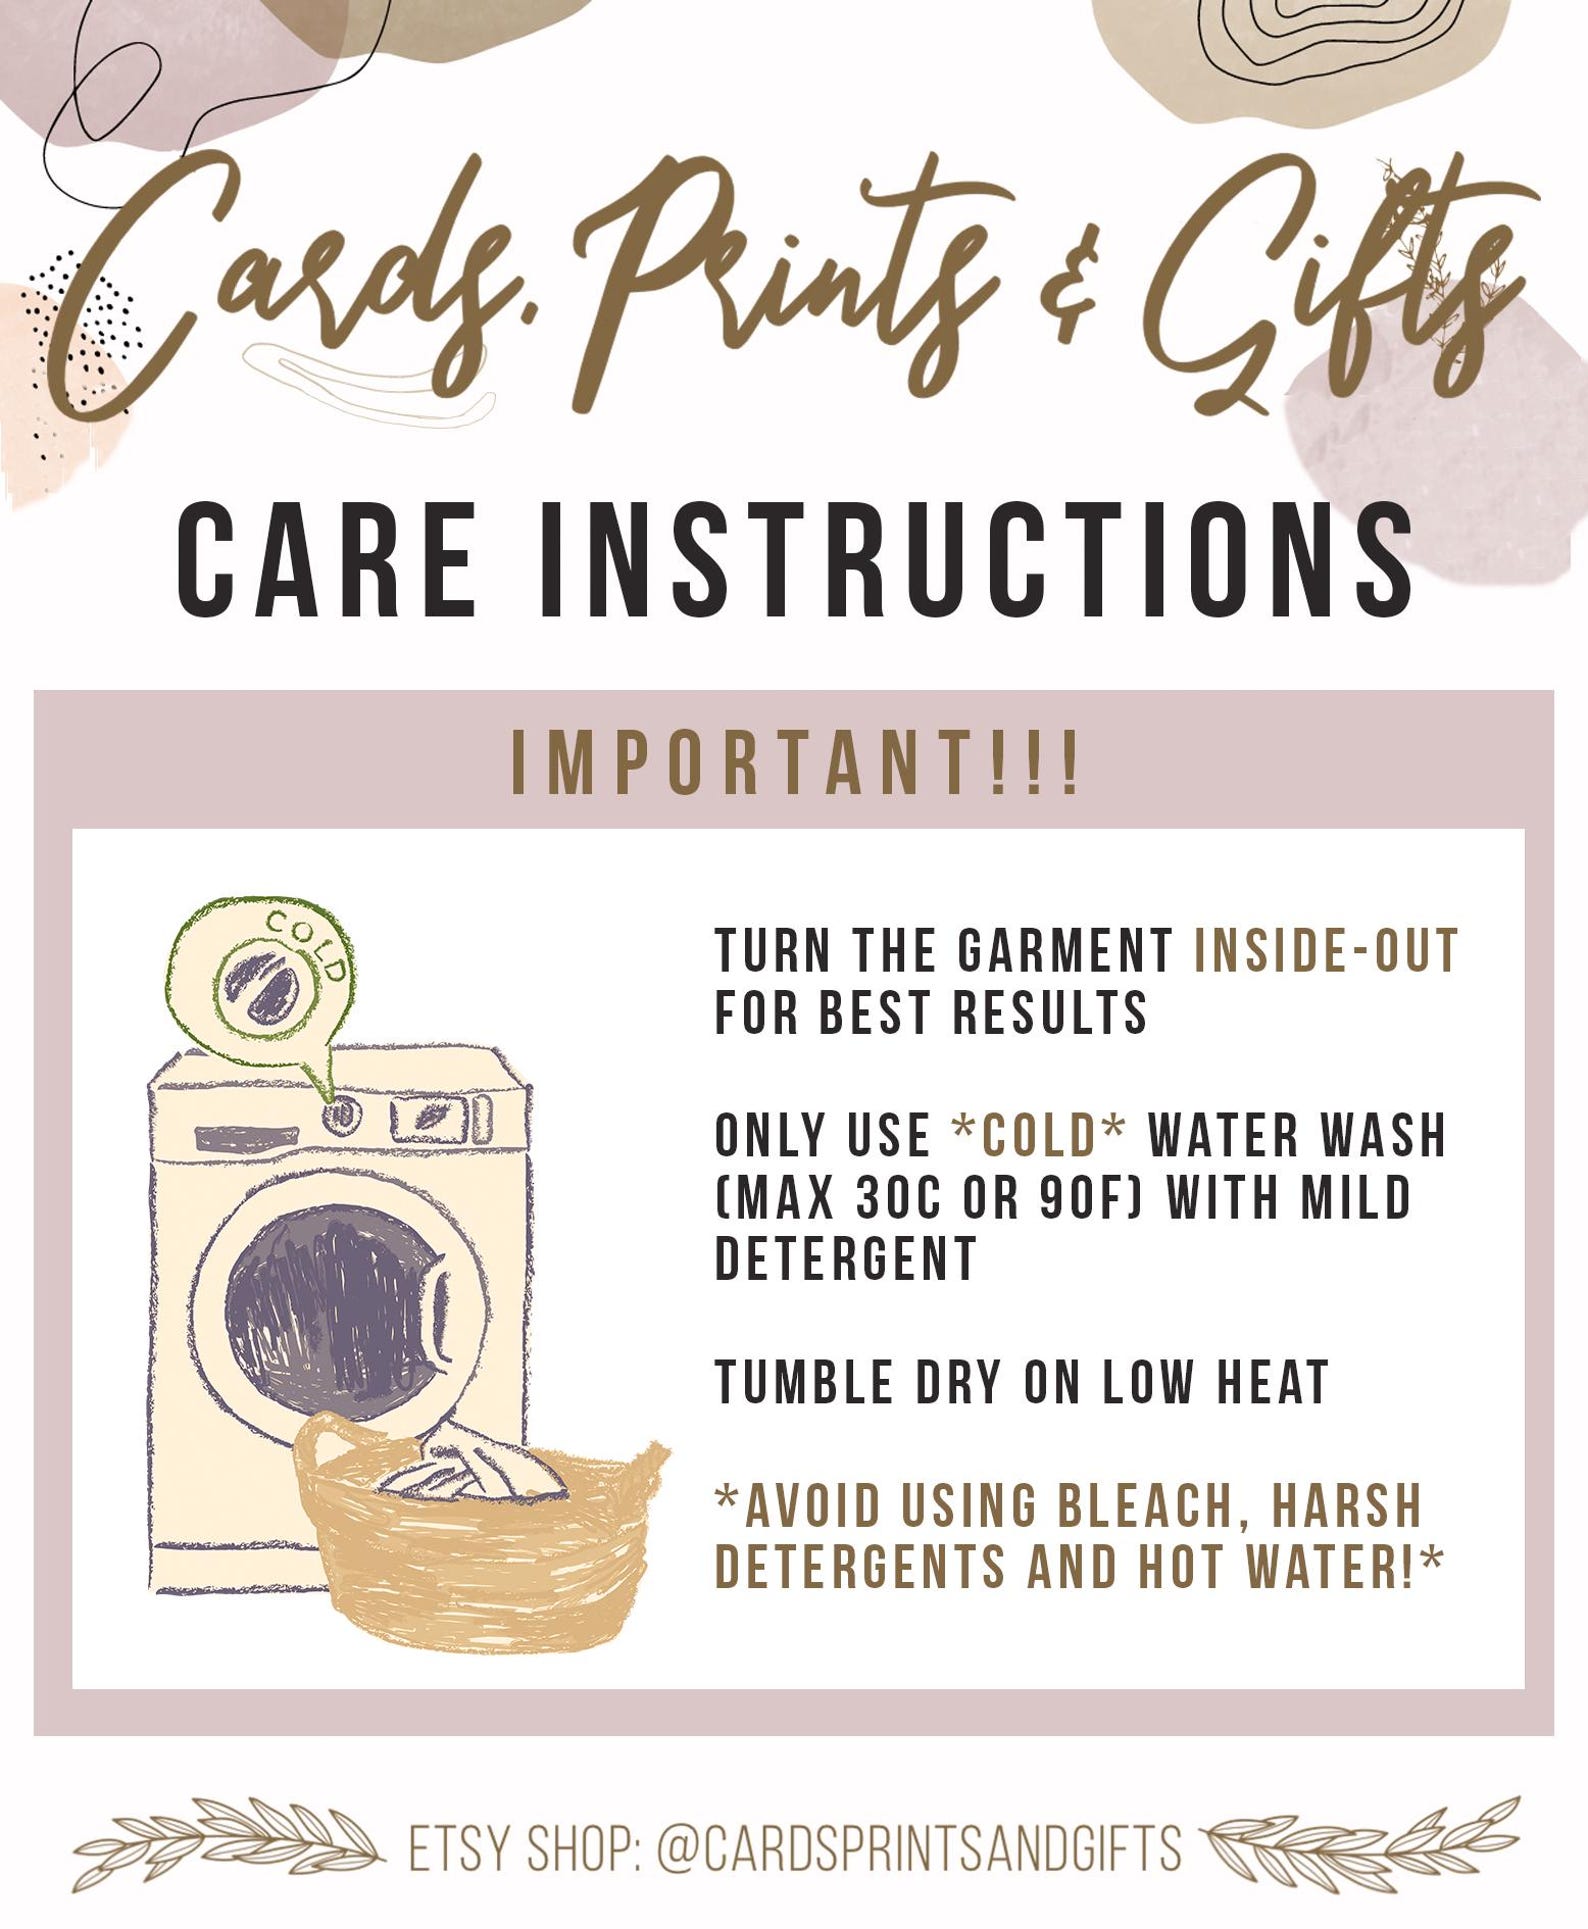 Cards, Prints & Gifts
CARE INSTRUCTIONS
IMPORTANT!!!
COLD
TURN THE GARMENT INSIDE-OUT
FOR BEST RESULTS
ONLY USE *COLD* WATER WASH
(MAX 30C OR 90F) WITH MILD
DETERGENT
TUMBLE DRY ON LOW HEAT
*AVOID USING BLEACH, HARSH
DETERGENTS AND HOT WATER!*
ETSY SHOP: @CARDSPRINTSANDGIFTS